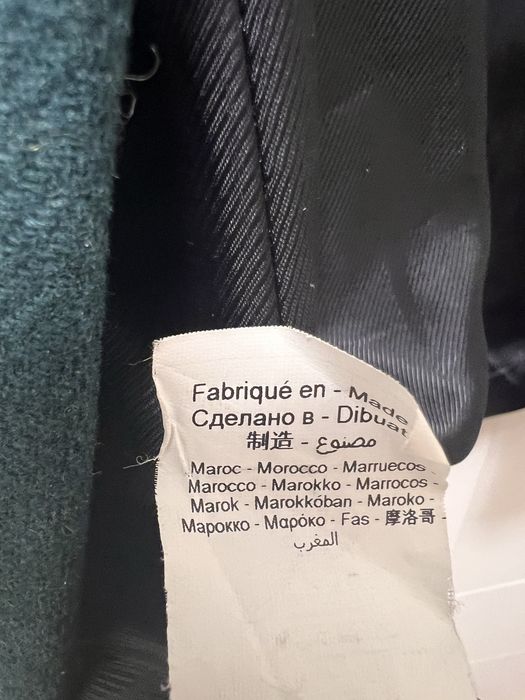 Fabriqué en - Made
Сделано в - Dibuat
制造 - مصنوع
Maroc - Morocco - Marruecos -
Marocco - Marokko - Marrocos -
Marok - Marokkóban - Maroko -
Марокко - Μαρόκο - Fas - 摩洛哥 -
المغرب